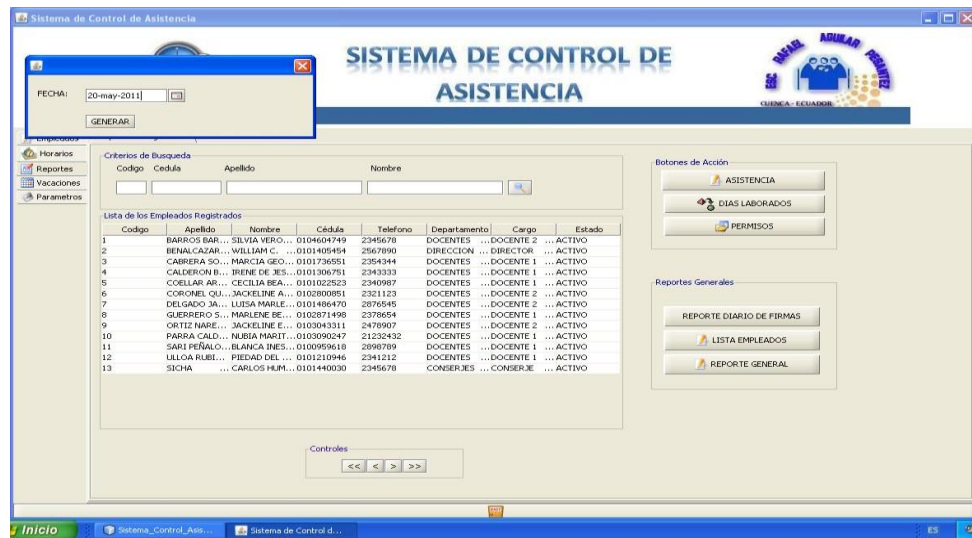 Sistema de Control de Asistencia
SISTEMA DE CONTROL DE
ASISTENCIA
ESC RAFAEL AGUILAR PESANTEZ
CUENCA - ECUADOR
FECHA: 20-may-2011
GENERAR
Empleados
Horarios
Reportes
Vacaciones
Parametros
Criterios de Busqueda
Codigo Cedula Apellido Nombre
Lista de los Empleados Registrados
Codigo Apellido Nombre Cédula Telefono Departamento Cargo Estado
1 BARROS BAR... SILVIA VERO... 0104604749 2345678 DOCENTES ... DOCENTE 2 ... ACTIVO
2 BENALCAZAR... WILLIAM C. ... 0101405454 2567890 DIRECCION ... DIRECTOR ... ACTIVO
3 CABRERA SO... MARCIA GEO... 0101736551 2354344 DOCENTES ... DOCENTE 1 ... ACTIVO
4 CALDERON B... IRENE DE JES... 0101306751 2343333 DOCENTES ... DOCENTE 1 ... ACTIVO
5 COELLAR AR... CECILIA BEA... 0101022523 2340987 DOCENTES ... DOCENTE 1 ... ACTIVO
6 CORONEL QU... JACKELINE A... 0102800851 2321123 DOCENTES ... DOCENTE 2 ... ACTIVO
7 DELGADO JA... LUISA MARLE... 0101486470 2876545 DOCENTES ... DOCENTE 2 ... ACTIVO
8 GUERRERO S... MARLENE BE... 0102871498 2378654 DOCENTES ... DOCENTE 1 ... ACTIVO
9 ORTIZ NARE... JACKELINE E... 0103043311 2478907 DOCENTES ... DOCENTE 2 ... ACTIVO
10 PARRA CALD... NUBIA MARIT... 0103090247 21232432 DOCENTES ... DOCENTE 1 ... ACTIVO
11 SARI PEÑALO... BLANCA INES... 0100959618 2898789 DOCENTES ... DOCENTE 1 ... ACTIVO
12 ULLOA RUBI... PIEDAD DEL ... 0101210946 2341212 DOCENTES ... DOCENTE 1 ... ACTIVO
13 SICHA ... CARLOS HUM... 0101440030 2345678 CONSERJES ... CONSERJE ... ACTIVO
Controles
<< < > >>
Botones de Acción
ASISTENCIA
DIAS LABORADOS
PERMISOS
Reportes Generales
REPORTE DIARIO DE FIRMAS
LISTA EMPLEADOS
REPORTE GENERAL
Inicio
Sistema_Control_Asis...
Sistema de Control d...
ES